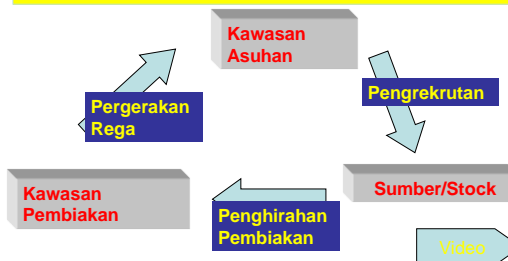 Kawasan
Asuhan
Pengrekrutan
Pergerakan
Rega
Sumber/Stock
Kawasan
Pembiakan
Penghirahan
Pembiakan
Video